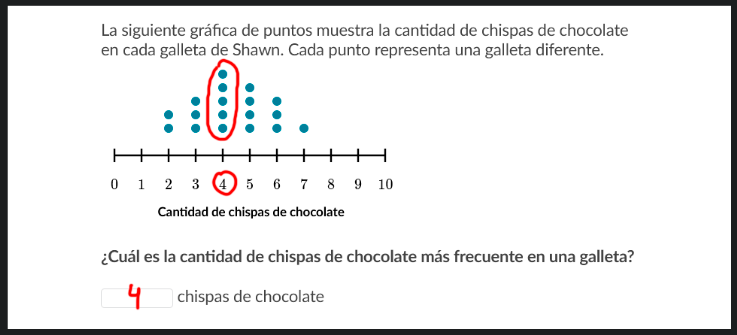 La siguiente gráfica de puntos muestra la cantidad de chispas de chocolate
en cada galleta de Shawn. Cada punto representa una galleta diferente.
0 1 2 3 4 5 6 7 8 9 10
Cantidad de chispas de chocolate
¿Cuál es la cantidad de chispas de chocolate más frecuente en una galleta?
4 chispas de chocolate